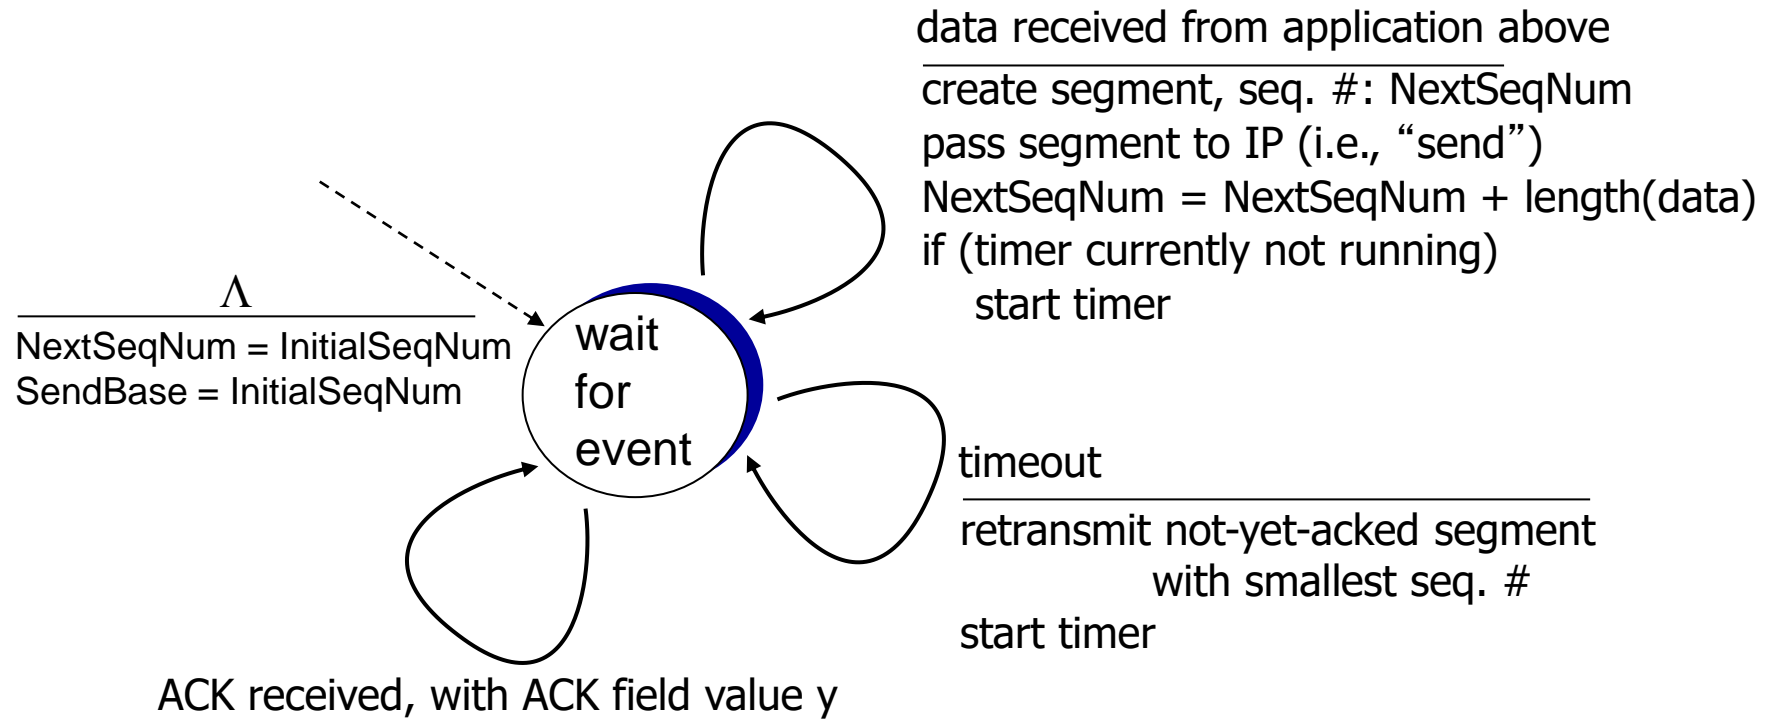 data received from application above
create segment, seq. #: NextSeqNum
pass segment to IP (i.e., “send”)
NextSeqNum = NextSeqNum + length(data)
if (timer currently not running)
start timer
Λ
NextSeqNum = InitialSeqNum
SendBase = InitialSeqNum
wait
for
event
timeout
retransmit not-yet-acked segment
with smallest seq. #
start timer
ACK received, with ACK field value y